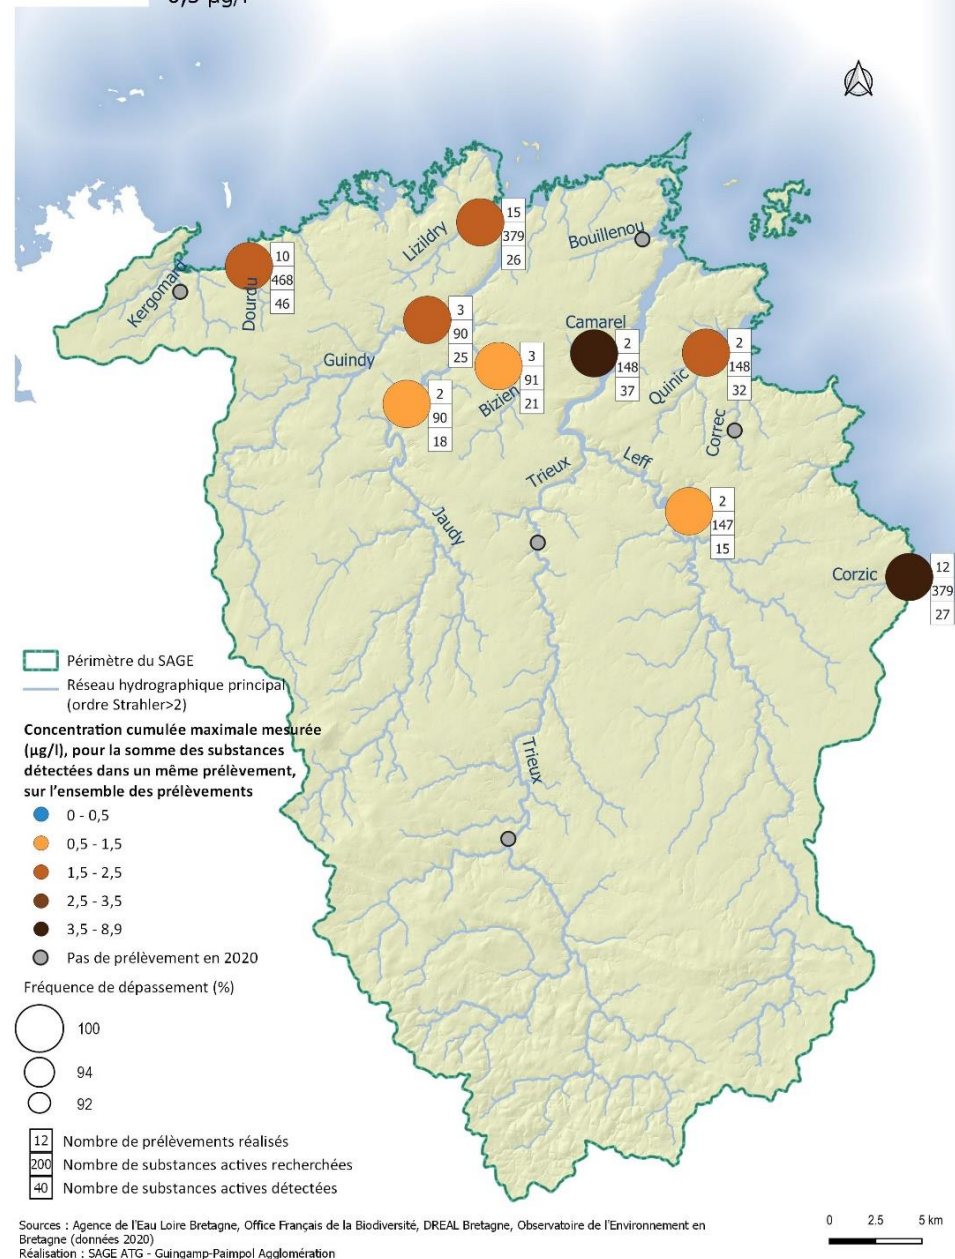 0,5 µg/l
Lizildry
15
379
26
Bouillenou
Kergomard
Dourdu
10
468
46
Guindy
3
90
25
Camarel
2
148
37
Quinic
2
148
32
Bizien
3
91
21
2
90
18
Correc
Trieux
Leff
Jaudy
2
147
15
Corzic
12
379
27
Trieux
Périmètre du SAGE
Réseau hydrographique principal
(ordre Strahler>2)
Concentration cumulée maximale mesurée
(µg/l), pour la somme des substances
détectées dans un même prélèvement,
sur l'ensemble des prélèvements
0 - 0,5
0,5 - 1,5
1,5 - 2,5
2,5 - 3,5
3,5 - 8,9
Pas de prélèvement en 2020
Fréquence de dépassement (%)
100
94
92
12 Nombre de prélèvements réalisés
200 Nombre de substances actives recherchées
40 Nombre de substances actives détectées
0 2.5 5 km
Sources : Agence de l'Eau Loire Bretagne, Office Français de la Biodiversité, DREAL Bretagne, Observatoire de l'Environnement en
Bretagne (données 2020)
Réalisation : SAGE ATG - Guingamp-Paimpol Agglomération